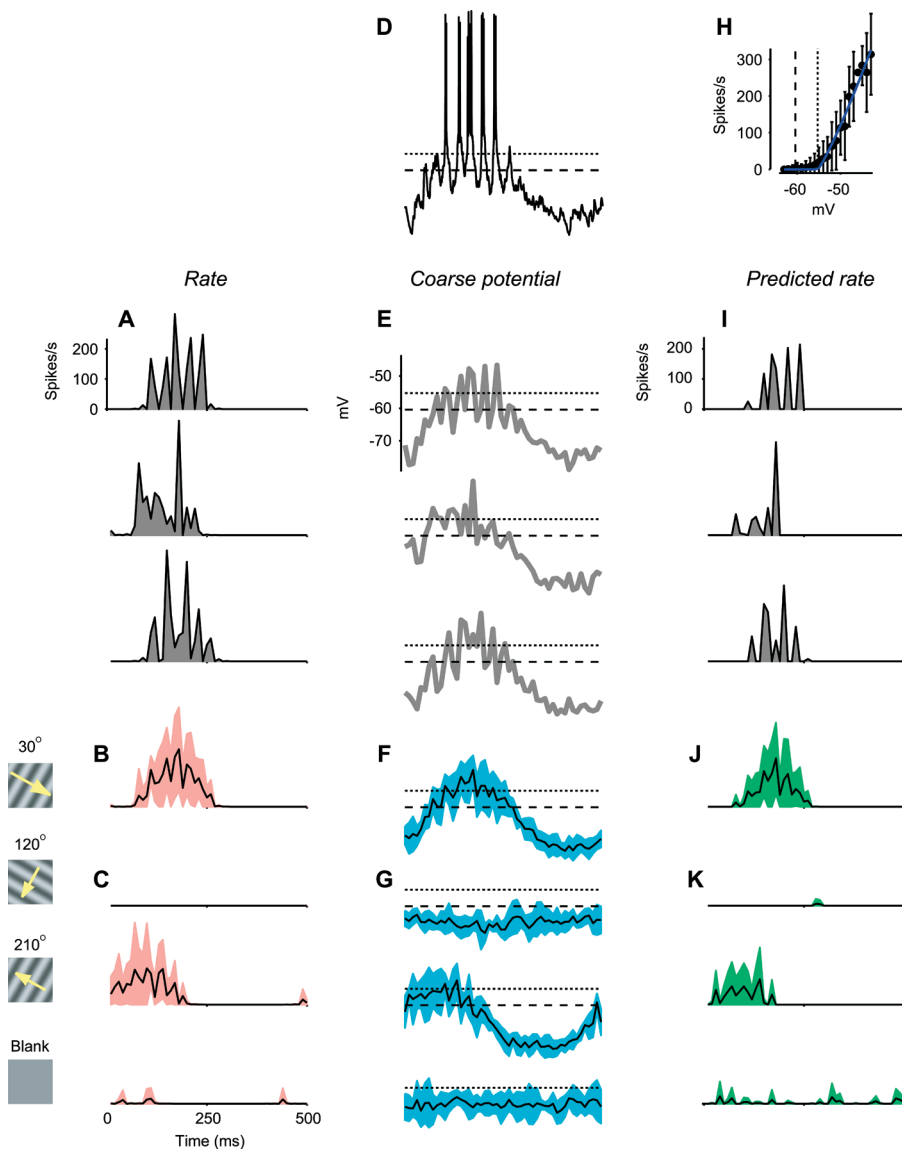 D
H
Spikes/s
300
200
100
0
-60
-50
mV
Rate
Coarse potential
Predicted rate
A
Spikes/s
200
100
0
E
mV
-50
-60
-70
I
Spikes/s
200
100
0
30°
B
F
J
120°
C
G
K
210°
Blank
0
250
500
Time (ms)